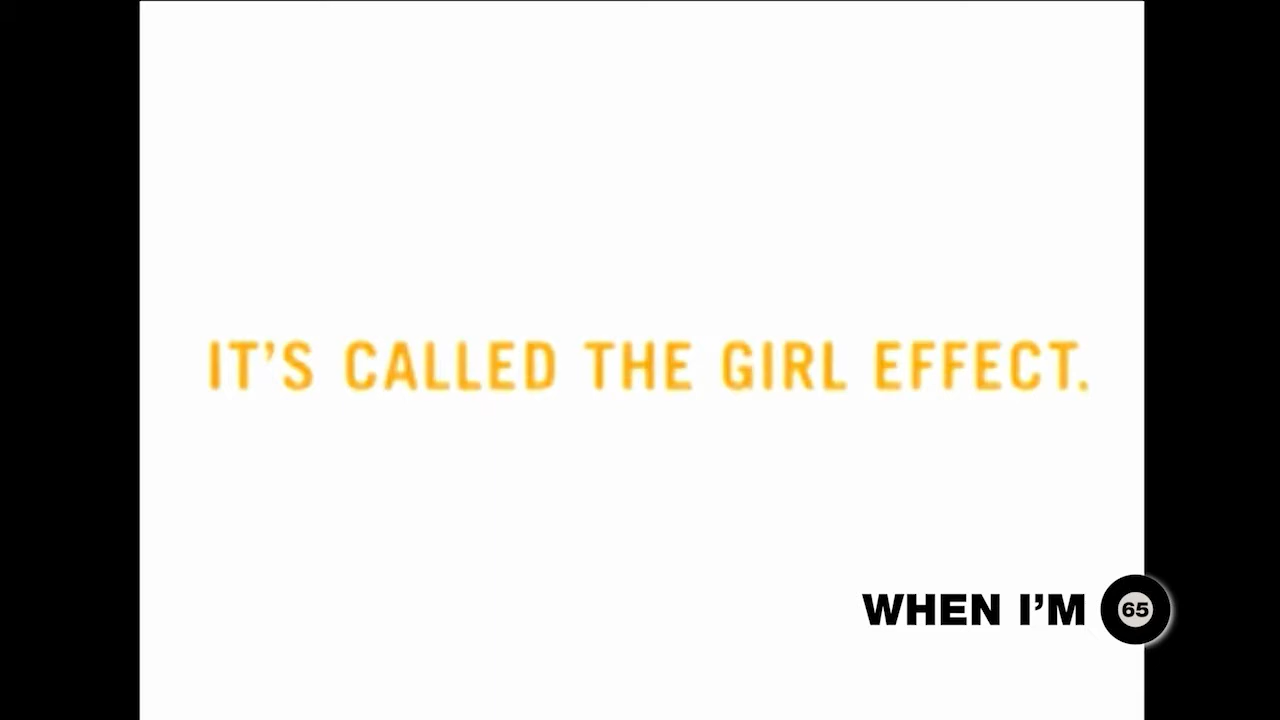 IT’S CALLED THE GIRL EFFECT.
WHEN I’M 65